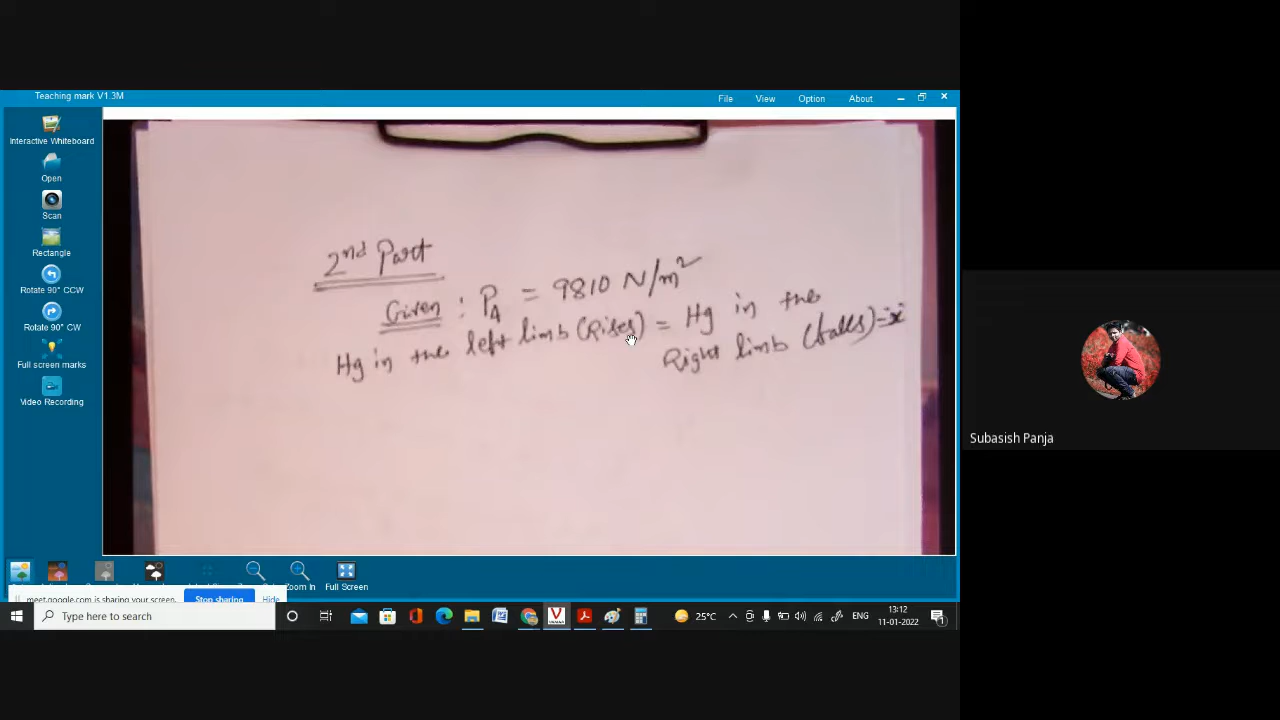 Teaching mark V1.3M
File View Option About
Interactive Whiteboard
Open
Scan
Rectangle
Rotate 90° CCW
Rotate 90° CW
Full screen marks
Video Recording
2nd Part
Given : PA = 9810 N/m²
Hg in the left limb (Rises) = Hg in the
Right limb (falls) = x
Zoom In Full Screen
meet.google.com is sharing your screen. Stop sharing Hide
Type here to search
25°C ENG 13:12
11-01-2022
Subasish Panja